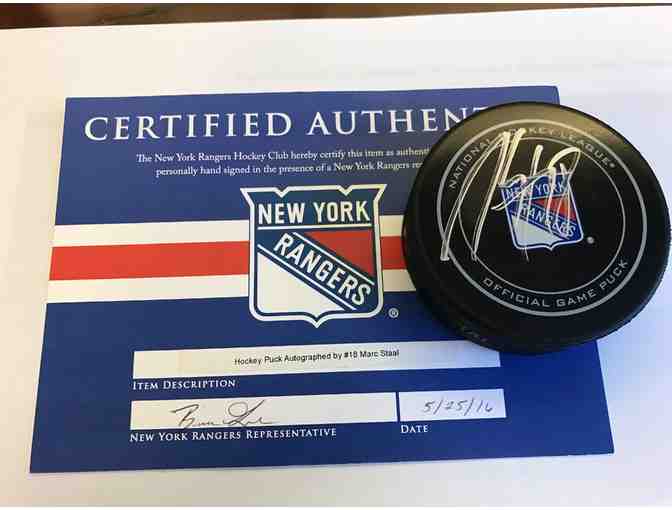 CERTIFIED AUTHENT
The New York Rangers Hockey Club hereby certify this item as authenti
personally hand signed in the presence of a New York Rangers re
NEW YORK
RANGERS
®
Hockey Puck Autographed by #18 Marc Staal
ITEM DESCRIPTION
NEW YORK RANGERS REPRESENTATIVE
5/25/16
DATE
NATIONAL HOCKEY LEAGUE®
NEW YORK
RANGERS
®
OFFICIAL GAME PUCK